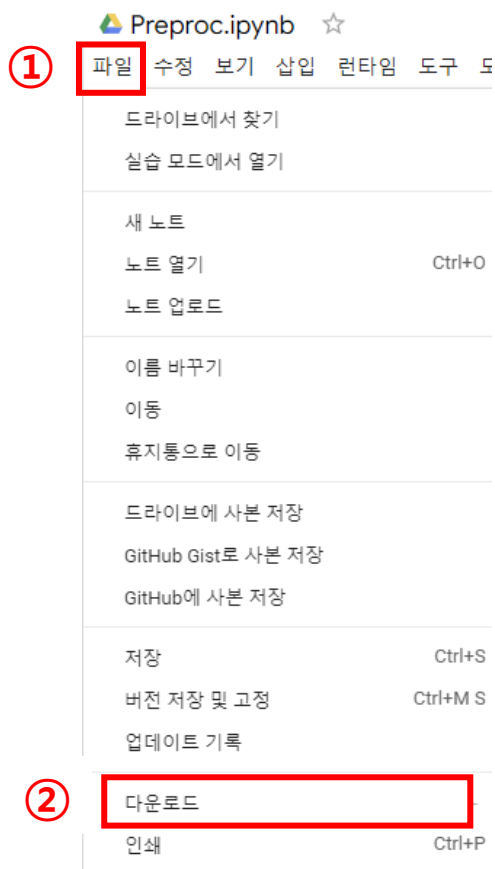 Preproc.ipynb
① 파일 수정 보기 삽입 런타임 도구
드라이브에서 찾기
실습 모드에서 열기
새 노트
노트 열기 Ctrl+O
노트 업로드
이름 바꾸기
이동
휴지통으로 이동
드라이브에 사본 저장
GitHub Gist로 사본 저장
GitHub에 사본 저장
저장 Ctrl+S
버전 저장 및 고정 Ctrl+M S
업데이트 기록
② 다운로드
인쇄 Ctrl+P